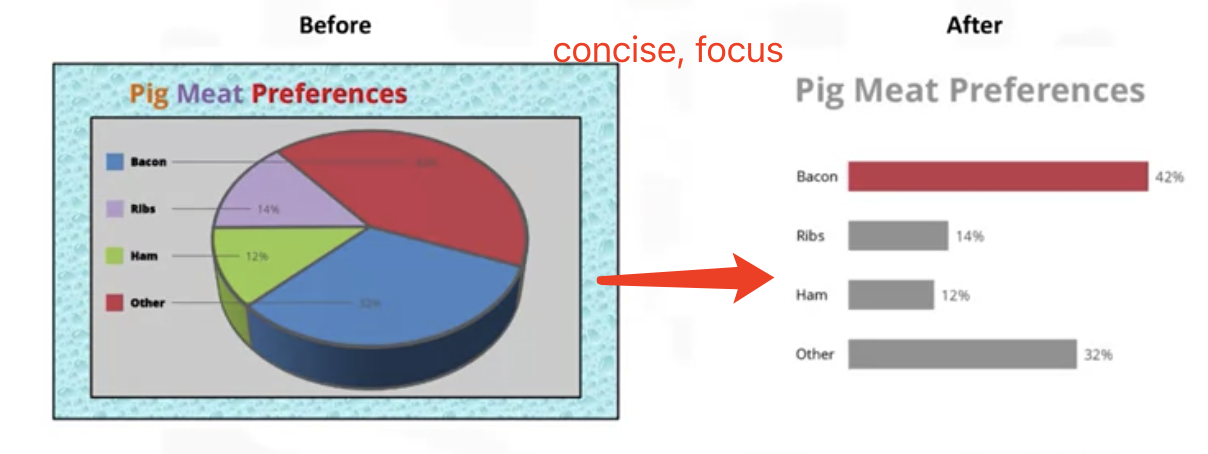 Before
After
concise, focus
Pig Meat Preferences
Bacon
Ribs
14%
Ham
12%
Other
32%
Pig Meat Preferences
Bacon
42%
Ribs
14%
Ham
12%
Other
32%